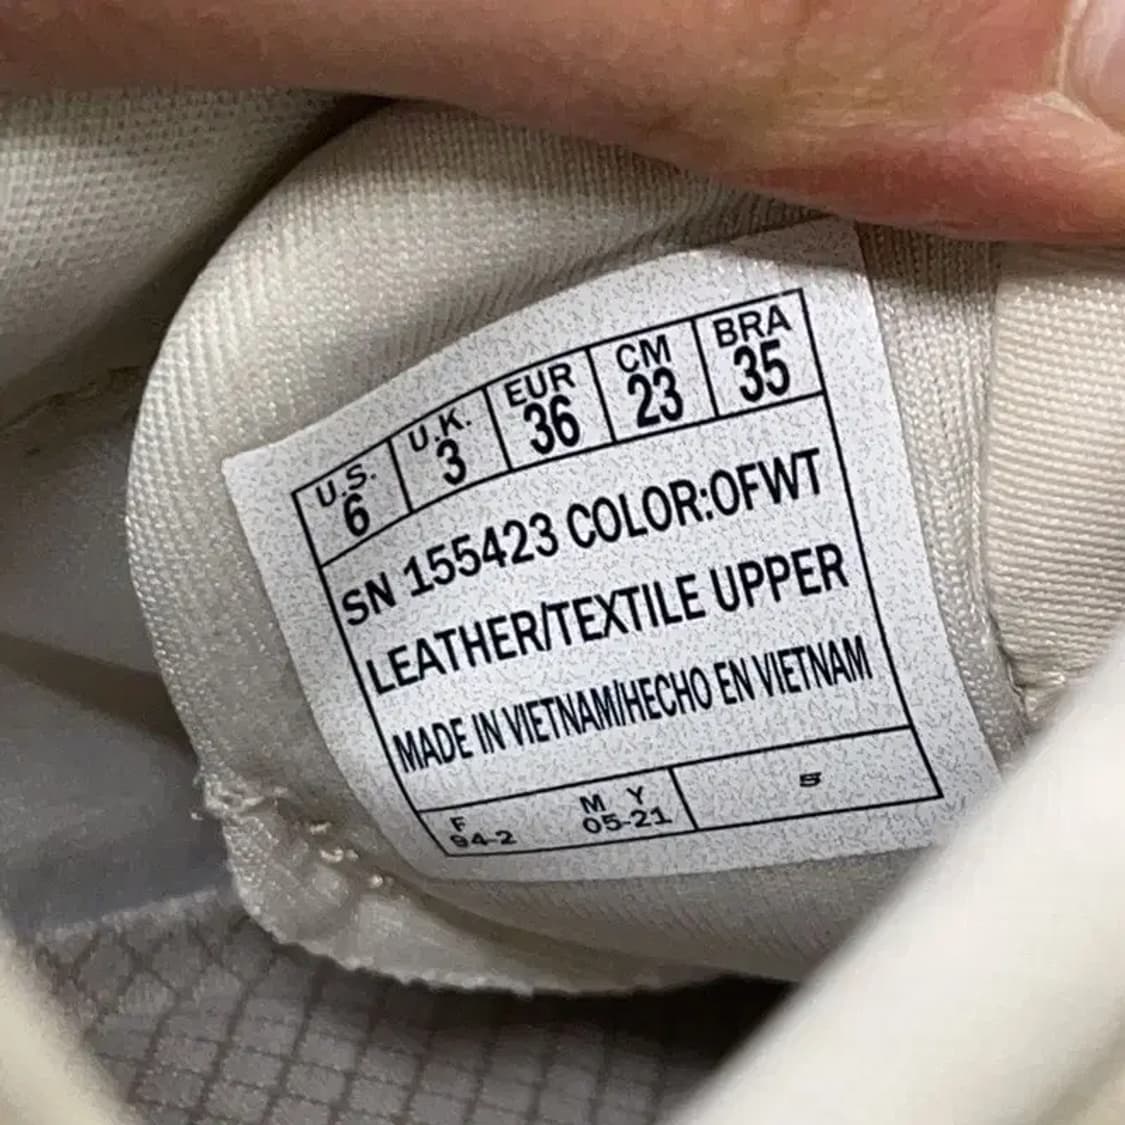 U.S. U.K. EUR CM BRA
6 3 36 23 35
SN 155423 COLOR:OFWT
LEATHER/TEXTILE UPPER
MADE IN VIETNAM/HECHO EN VIETNAM
F M Y
94-2 05-21